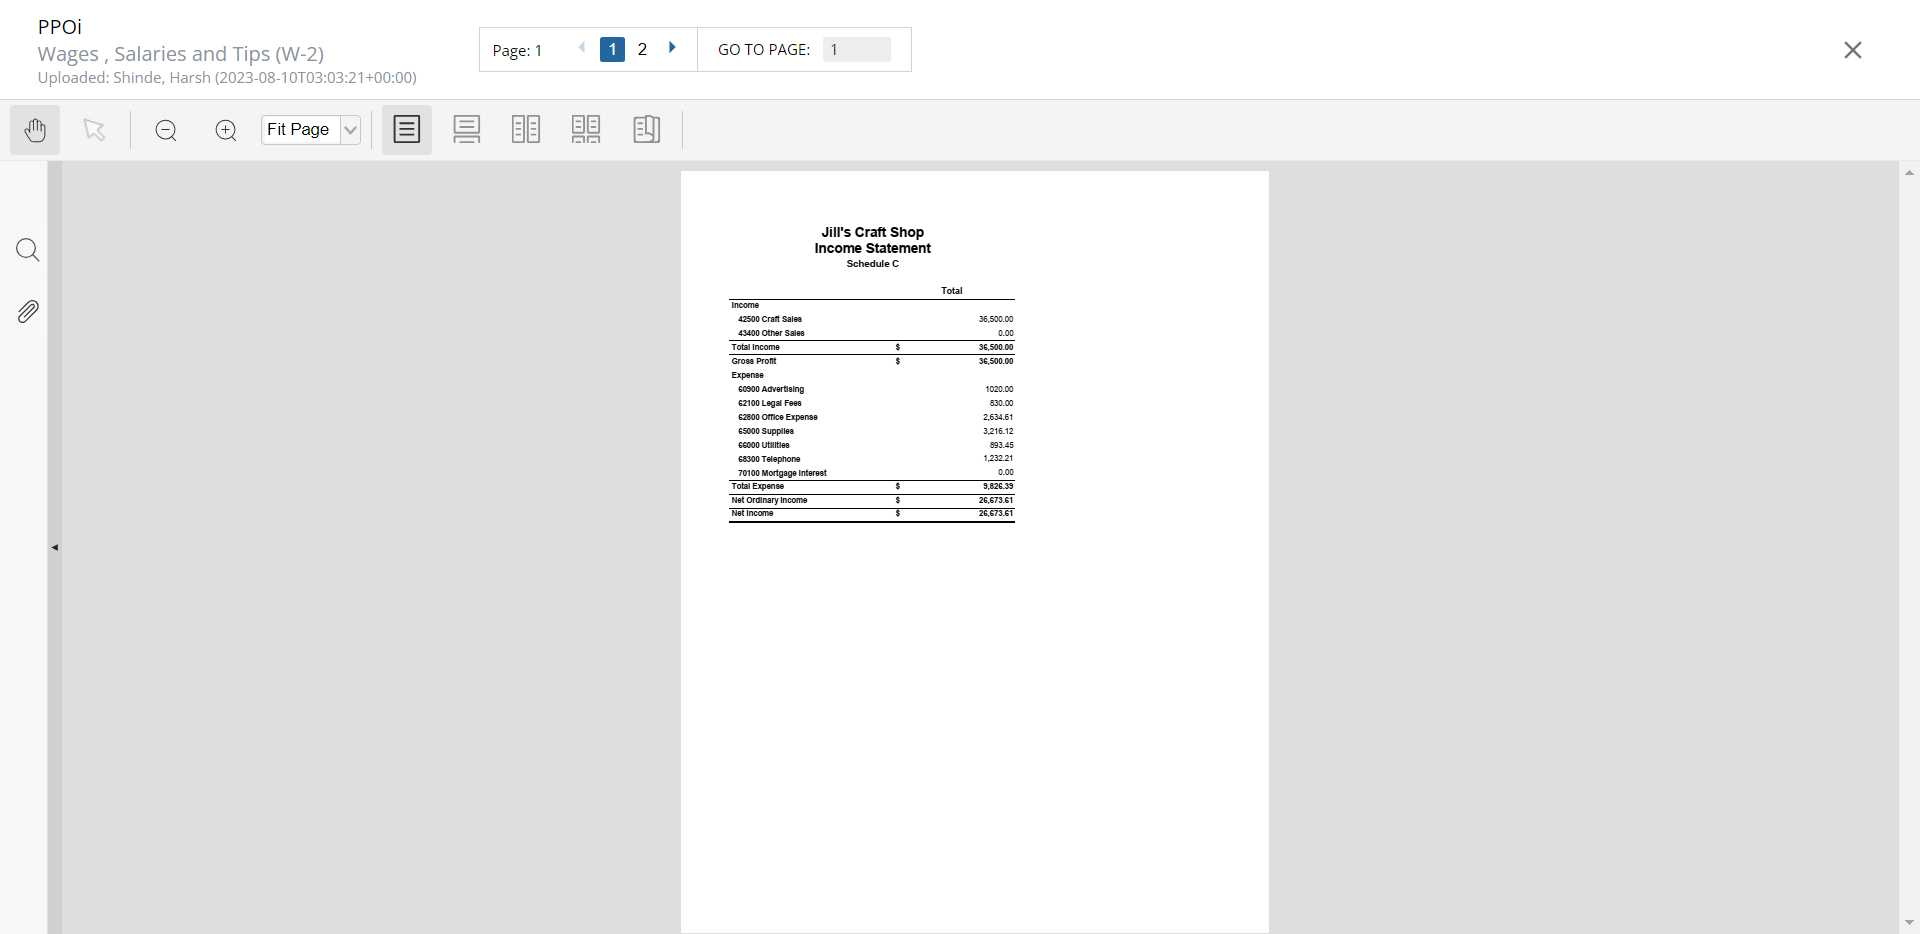 PPOi
Wages , Salaries and Tips (W-2)
Uploaded: Shinde, Harsh (2023-08-10T03:03:21+00:00)
Page: 1 1 2 GO TO PAGE: 1
Fit Page
Jill's Craft Shop
Income Statement
Schedule C
Total
Income
42500 Craft Sales 36,500.00
43400 Other Sales 0.00
Total Income $ 36,500.00
Gross Profit $ 36,500.00
Expense
60900 Advertising 1020.00
62100 Legal Fees 830.00
62800 Office Expense 2,634.61
65000 Supplies 3,216.12
66000 Utilities 893.45
68300 Telephone 1,232.21
70100 Mortgage Interest 0.00
Total Expense $ 9,826.39
Net Ordinary Income $ 26,673.61
Net Income $ 26,673.61